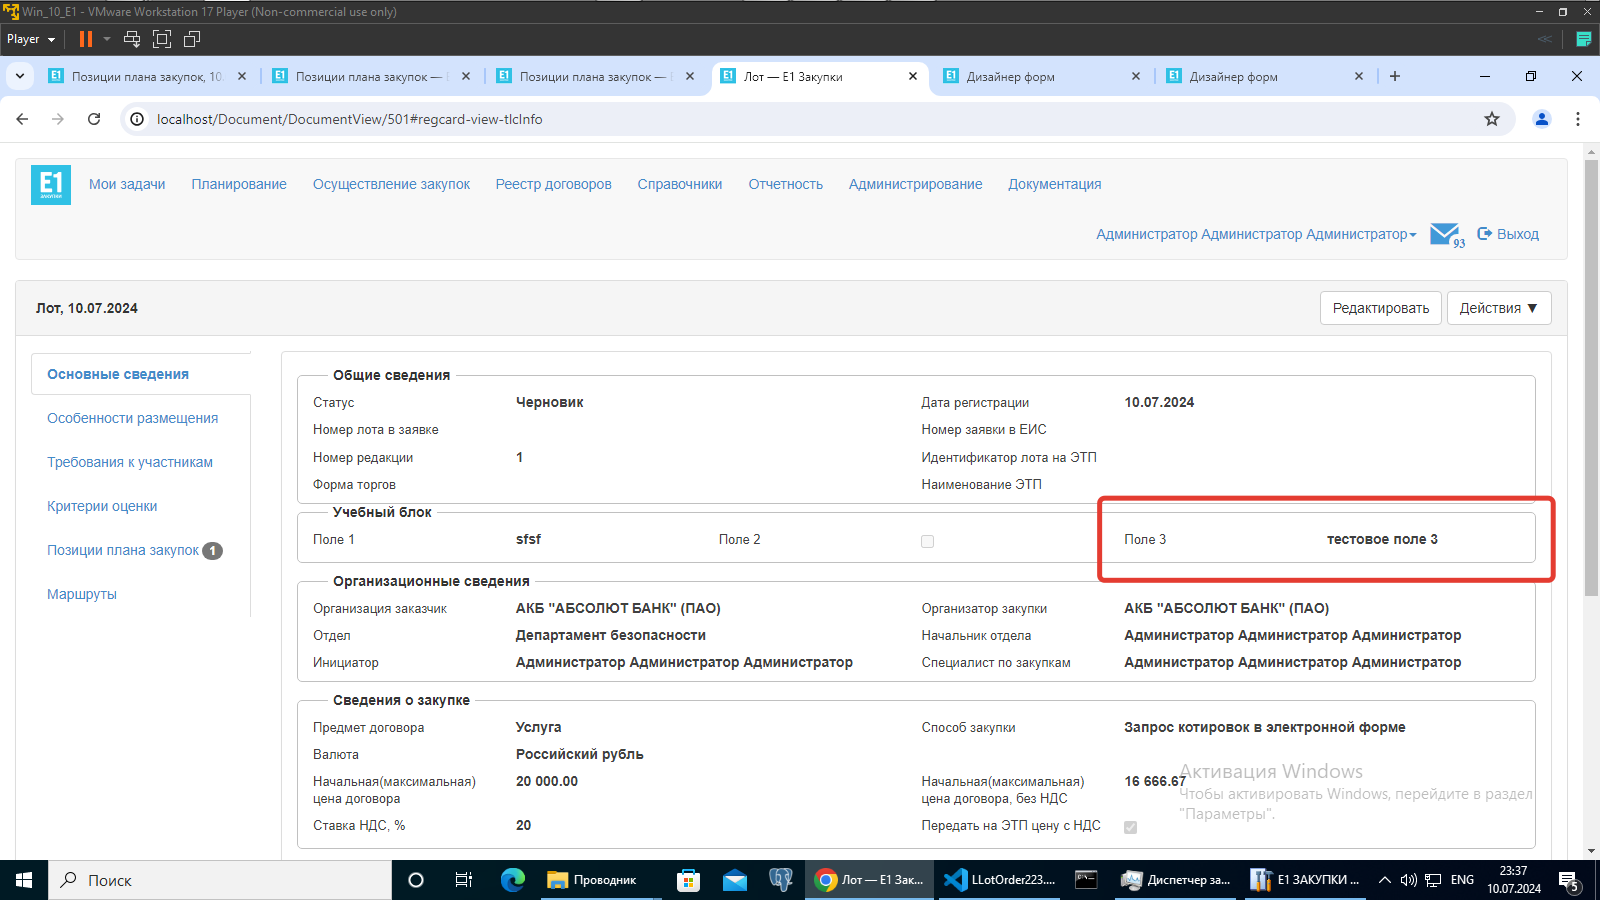 Win_10_E1 - VMware Workstation 17 Player (Non-commercial use only)
Player
Позиции плана закупок, 10.
Позиции плана закупок —
Позиции плана закупок —
Лот — E1 Закупки
Дизайнер форм
Дизайнер форм
localhost/Document/DocumentView/501#regcard-view-tlcInfo
E1
ЗАКУПКИ
Мои задачи
Планирование
Осуществление закупок
Реестр договоров
Справочники
Отчетность
Администрирование
Документация
Администратор Администратор Администратор
93
Выход
Лот, 10.07.2024
Редактировать
Действия ▼
Основные сведения
Особенности размещения
Требования к участникам
Критерии оценки
Позиции плана закупок 1
Маршруты
Общие сведения
Статус Черновик Дата регистрации 10.07.2024
Номер лота в заявке Номер заявки в ЕИС
Номер редакции 1 Идентификатор лота на ЭТП
Форма торгов Наименование ЭТП
Учебный блок
Поле 1 sfsf Поле 2 Поле 3 тестовое поле 3
Организационные сведения
Организация заказчик АКБ "АБСОЛЮТ БАНК" (ПАО) Организатор закупки АКБ "АБСОЛЮТ БАНК" (ПАО)
Отдел Департамент безопасности Начальник отдела Администратор Администратор Администратор
Инициатор Администратор Администратор Администратор Специалист по закупкам Администратор Администратор Администратор
Сведения о закупке
Предмет договора Услуга Способ закупки Запрос котировок в электронной форме
Валюта Российский рубль
Начальная(максимальная) цена договора 20 000.00 Начальная(максимальная) цена договора, без НДС 16 666.67
Ставка НДС, % 20 Передать на ЭТП цену с НДС
Активация Windows
Чтобы активировать Windows, перейдите в раздел
"Параметры".
Поиск
Проводник
Лот — E1 Зак...
LLotOrder223....
Диспетчер за...
E1 ЗАКУПКИ ...
ENG
23:37
10.07.2024
5